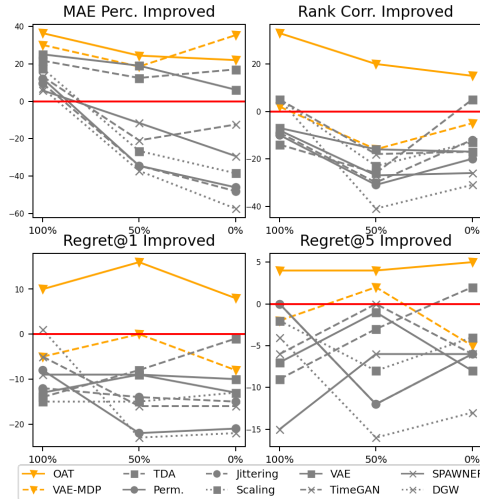 MAE Perc. Improved
Rank Corr. Improved
20
40
0
20
−20
0
−40
−20
−60
−40
100%
50%
0%
100%
50%
0%
Regret@1 Improved
Regret@5 Improved
10
5
0
0
−5
−10
−10
−20
−15
100%
50%
0%
100%
50%
0%
OAT
TDA
Jittering
VAE
SPAWNER
VAE-MDP
Perm.
Scaling
TimeGAN
DGW